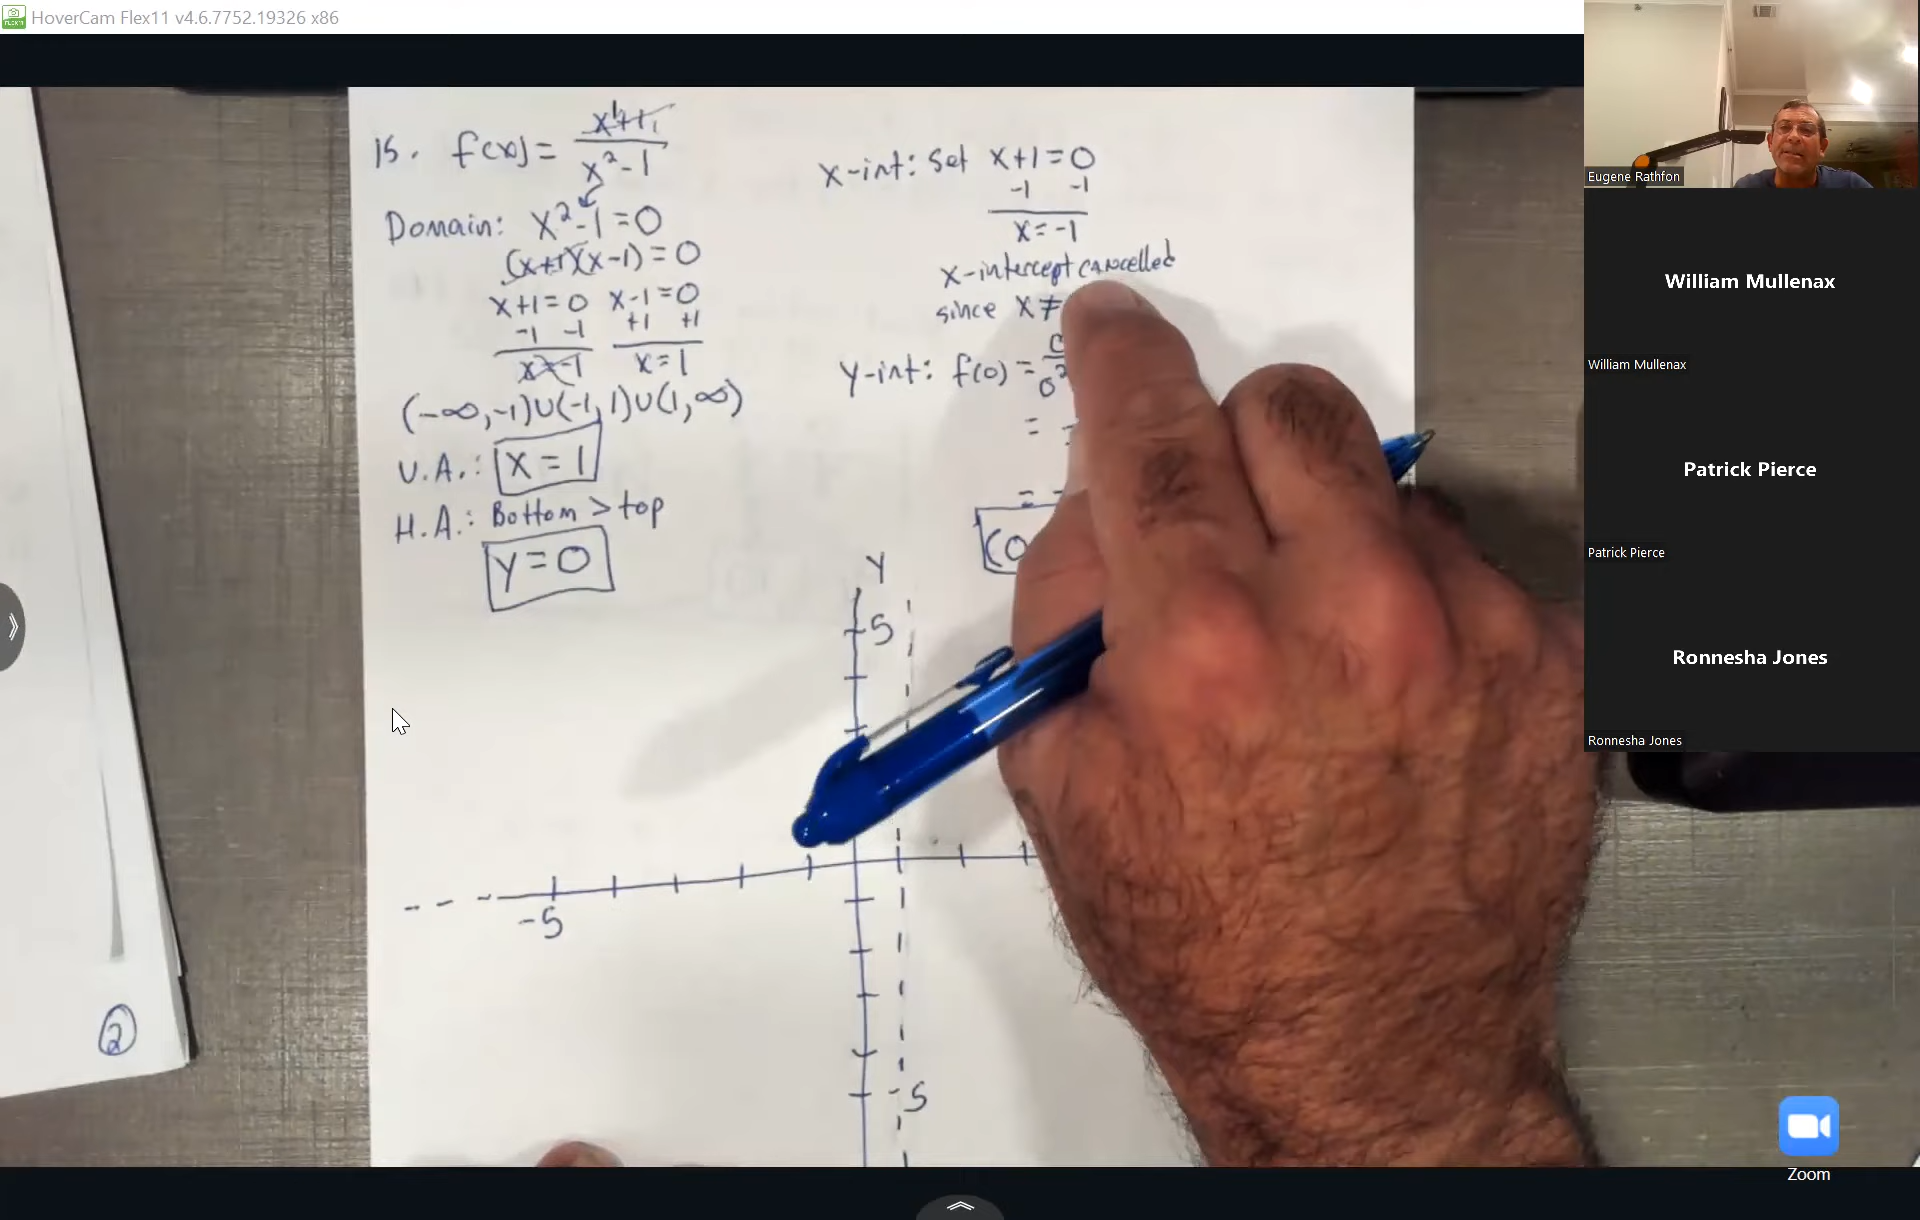 HoverCam Flex11 v4.6.7752.19326 x86
15. f(x) = x+1 / x² - 1
Domain: x² - 1 = 0
(x+1)(x-1) = 0
x+1 = 0 x-1 = 0
-1 -1 +1 +1
x = -1 x = 1
(-∞, -1)∪(-1, 1)∪(1, ∞)
V.A.: x = 1
H.A.: Bottom > top
y = 0
x-int: set x+1 = 0
-1 -1
x = -1
x-intercept cancelled
since x ≠
y-int: f(0) =
=
=
(0
Y
5
-5
-5
2
Eugene Rathfon
William Mullenax
William Mullenax
Patrick Pierce
Patrick Pierce
Ronnesha Jones
Ronnesha Jones
Zoom